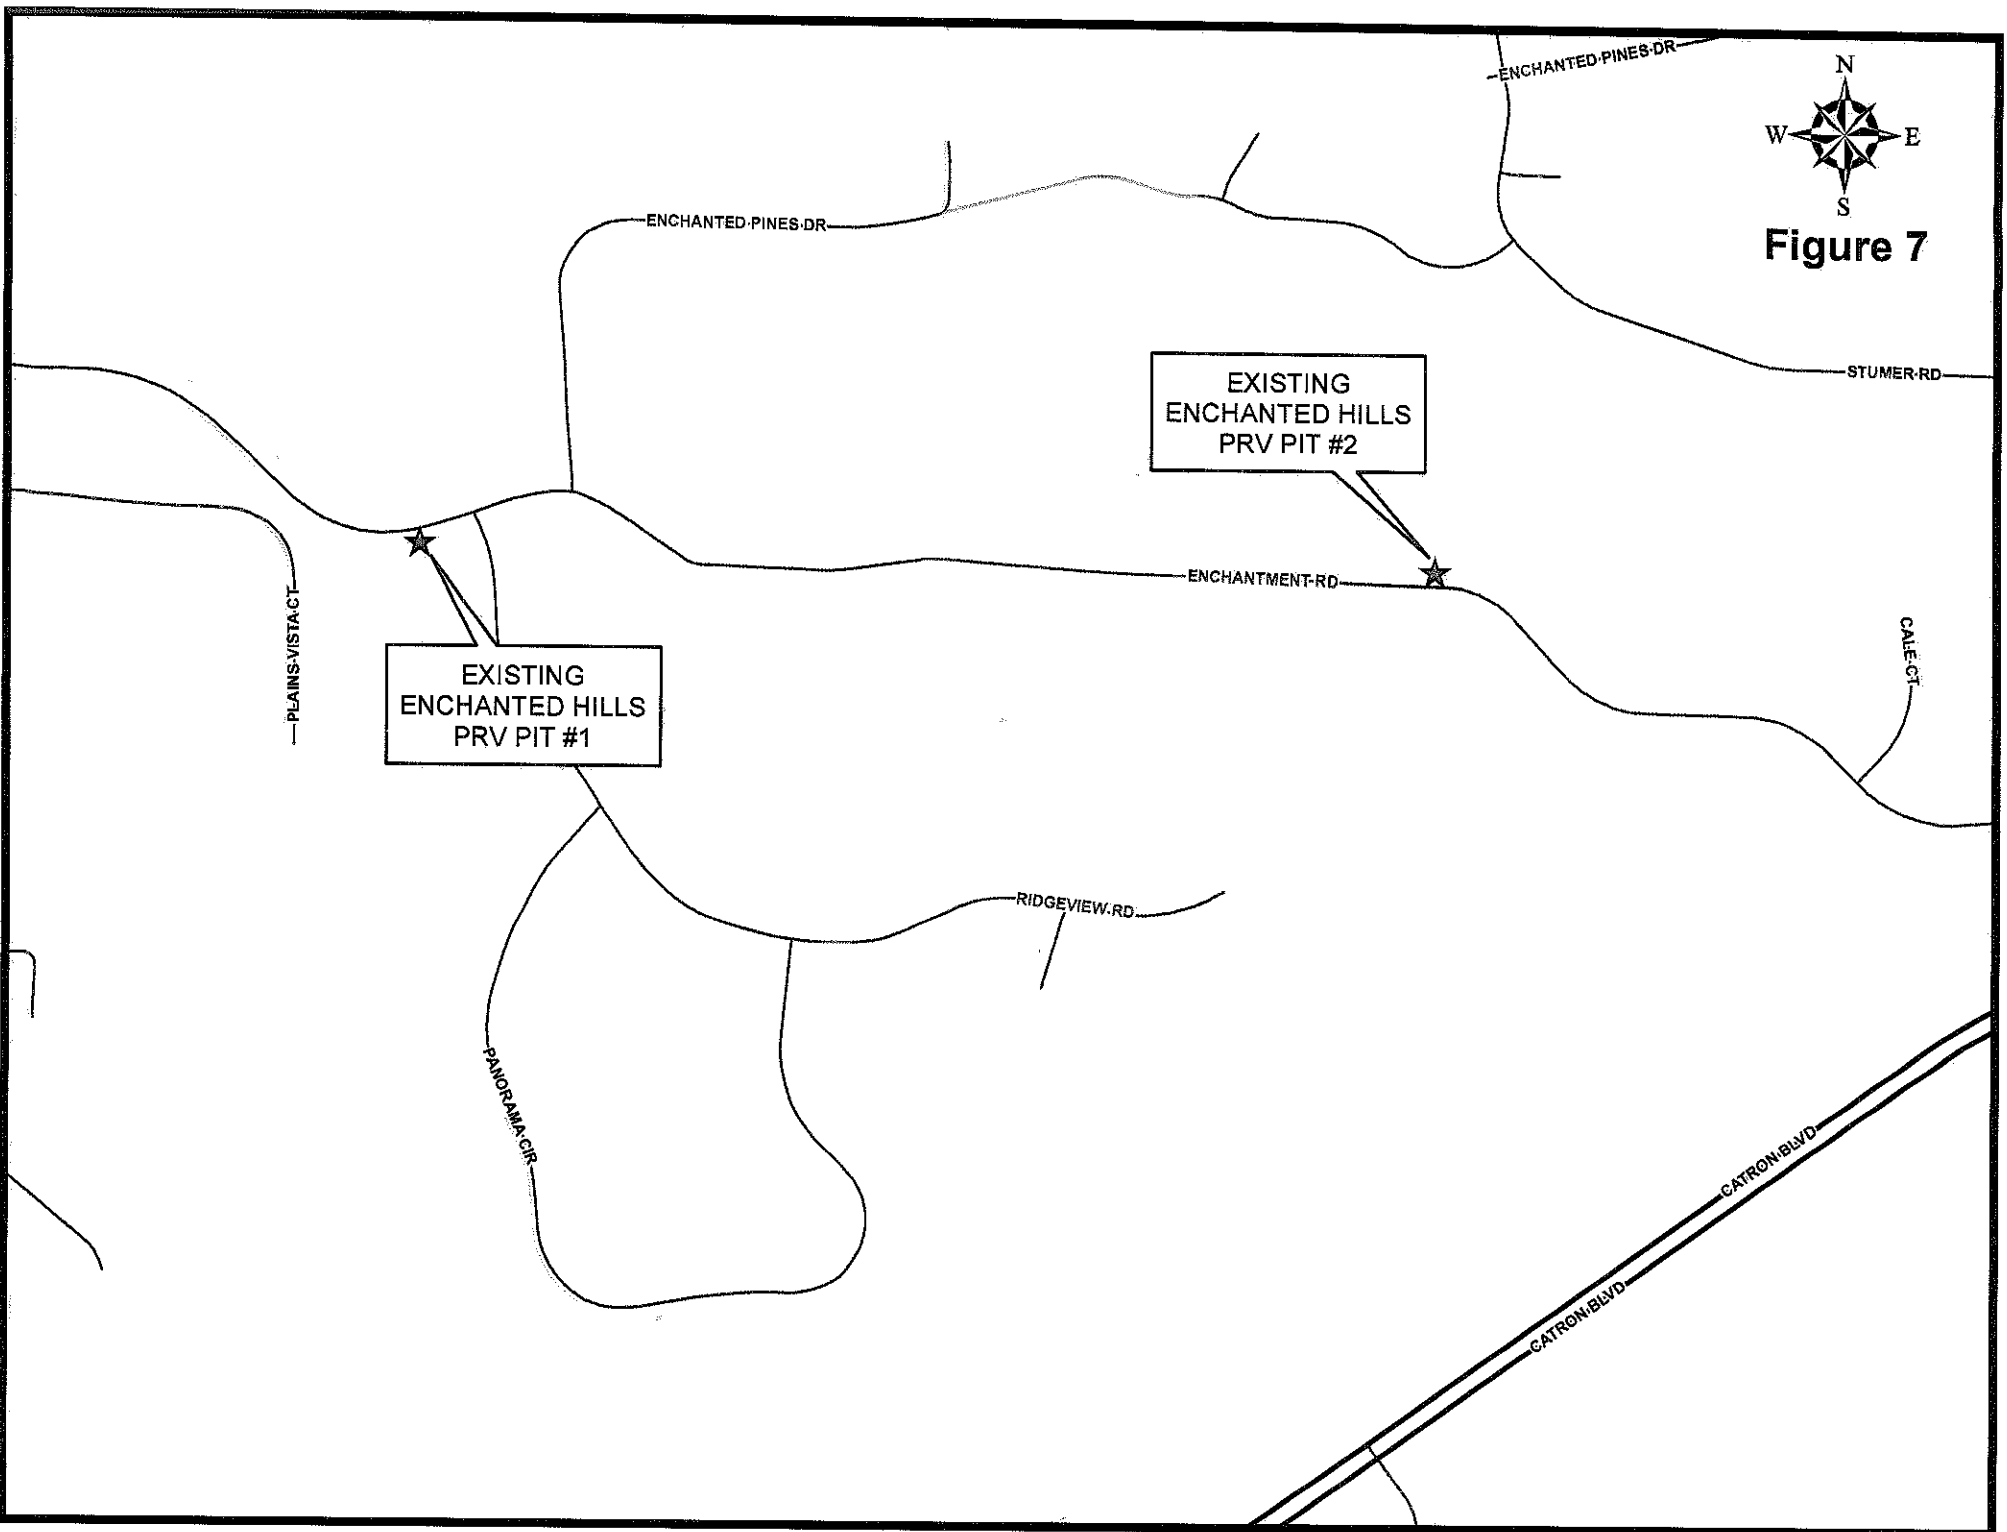 ENCHANTED PINES DR
N
W
E
S
Figure 7
ENCHANTED PINES DR
EXISTING
ENCHANTED HILLS
PRV PIT #2
STUMER RD
ENCHANTMENT RD
PLAINS VISTA CT
CALE CT
EXISTING
ENCHANTED HILLS
PRV PIT #1
RIDGEVIEW RD
PANORAMA CIR
CATRON BLVD
CATRON BLVD